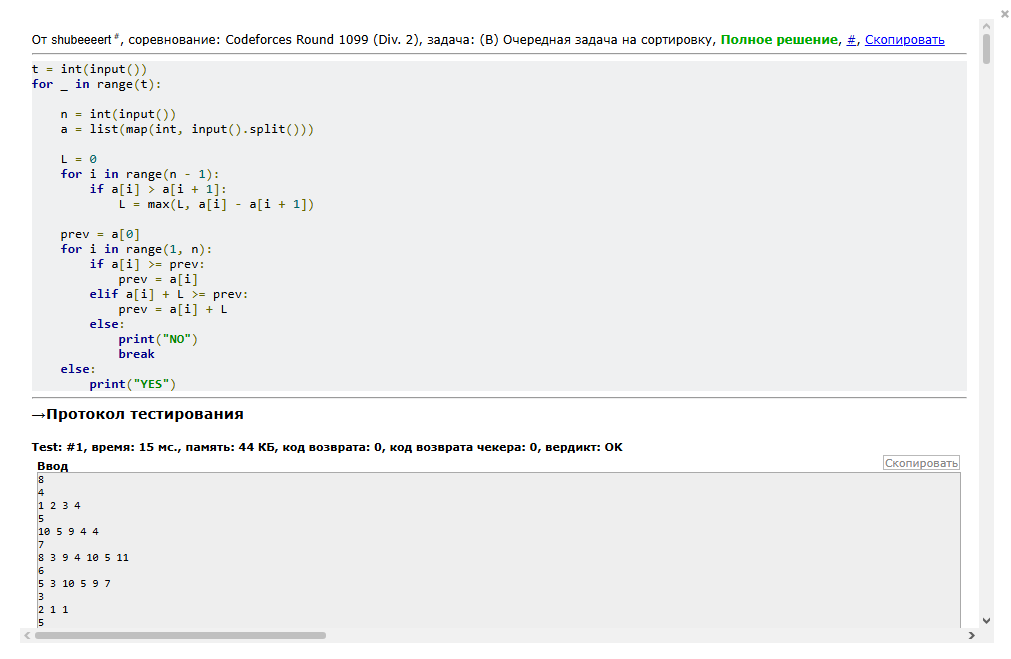 От shubeeeert#, соревнование: Codeforces Round 1099 (Div. 2), задача: (B) Очередная задача на сортировку, Полное решение, #, Скопировать
t = int(input())
for _ in range(t):
    n = int(input())
    a = list(map(int, input().split()))
    L = 0
    for i in range(n - 1):
        if a[i] > a[i + 1]:
            L = max(L, a[i] - a[i + 1])
    prev = a[0]
    for i in range(1, n):
        if a[i] >= prev:
            prev = a[i]
        elif a[i] + L >= prev:
            prev = a[i] + L
        else:
            print("NO")
            break
    else:
        print("YES")
→Протокол тестирования
Test: #1, время: 15 мс., память: 44 КБ, код возврата: 0, код возврата чекера: 0, вердикт: OK
Ввод
Скопировать
8
4
1 2 3 4
5
10 5 9 4 4
7
8 3 9 4 10 5 11
6
5 3 10 5 9 7
3
2 1 1
5